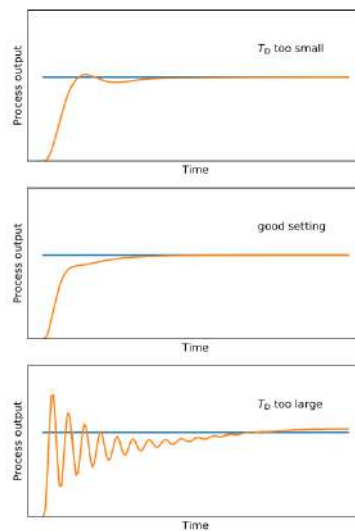 Process output
T_D too small
Time
Process output
good setting
Time
Process output
T_D too large
Time